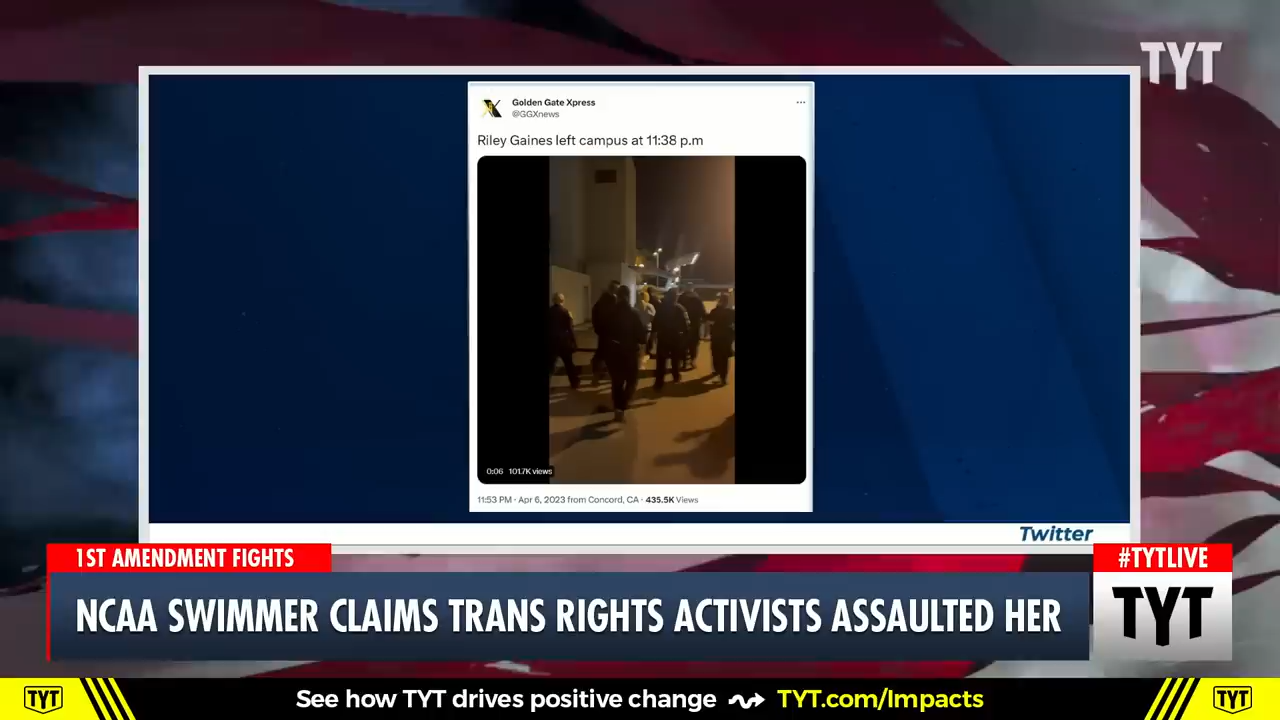 TYT
Golden Gate Xpress
@GGXnews
Riley Gaines left campus at 11:38 p.m
0:06 101.7K views
11:53 PM · Apr 6, 2023 from Concord, CA · 435.5K Views
Twitter
1ST AMENDMENT FIGHTS
#TYTLIVE
NCAA SWIMMER CLAIMS TRANS RIGHTS ACTIVISTS ASSAULTED HER
TYT
TYT
See how TYT drives positive change
TYT.com/Impacts
TYT